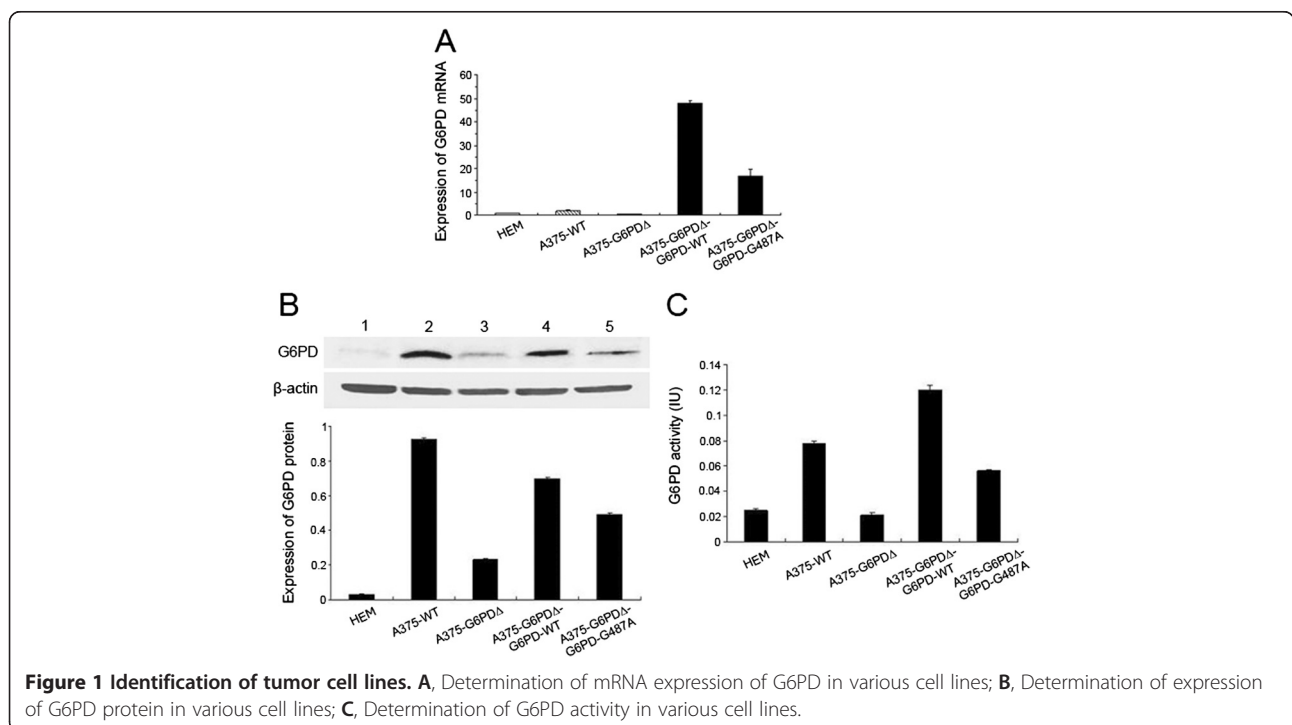 A
Expression of G6PD mRNA
60
50
40
30
20
10
0
HEM
A375-WT
A375-G6PDΔ
A375-G6PDΔ-
G6PD-WT
A375-G6PDΔ-
G6PD-G487A
B
1 2 3 4 5
G6PD
β-actin
Expression of G6PD protein
1
0.8
0.6
0.4
0.2
0
HEM
A375-WT
A375-G6PDΔ
A375-G6PDΔ-
G6PD-WT
A375-G6PDΔ-
G6PD-G487A
C
G6PD activity (IU)
0.14
0.12
0.1
0.08
0.06
0.04
0.02
0
HEM
A375-WT
A375-G6PDΔ
A375-G6PDΔ-
G6PD-WT
A375-G6PDΔ-
G6PD-G487A
Figure 1 Identification of tumor cell lines. A, Determination of mRNA expression of G6PD in various cell lines; B, Determination of expression
of G6PD protein in various cell lines; C, Determination of G6PD activity in various cell lines.